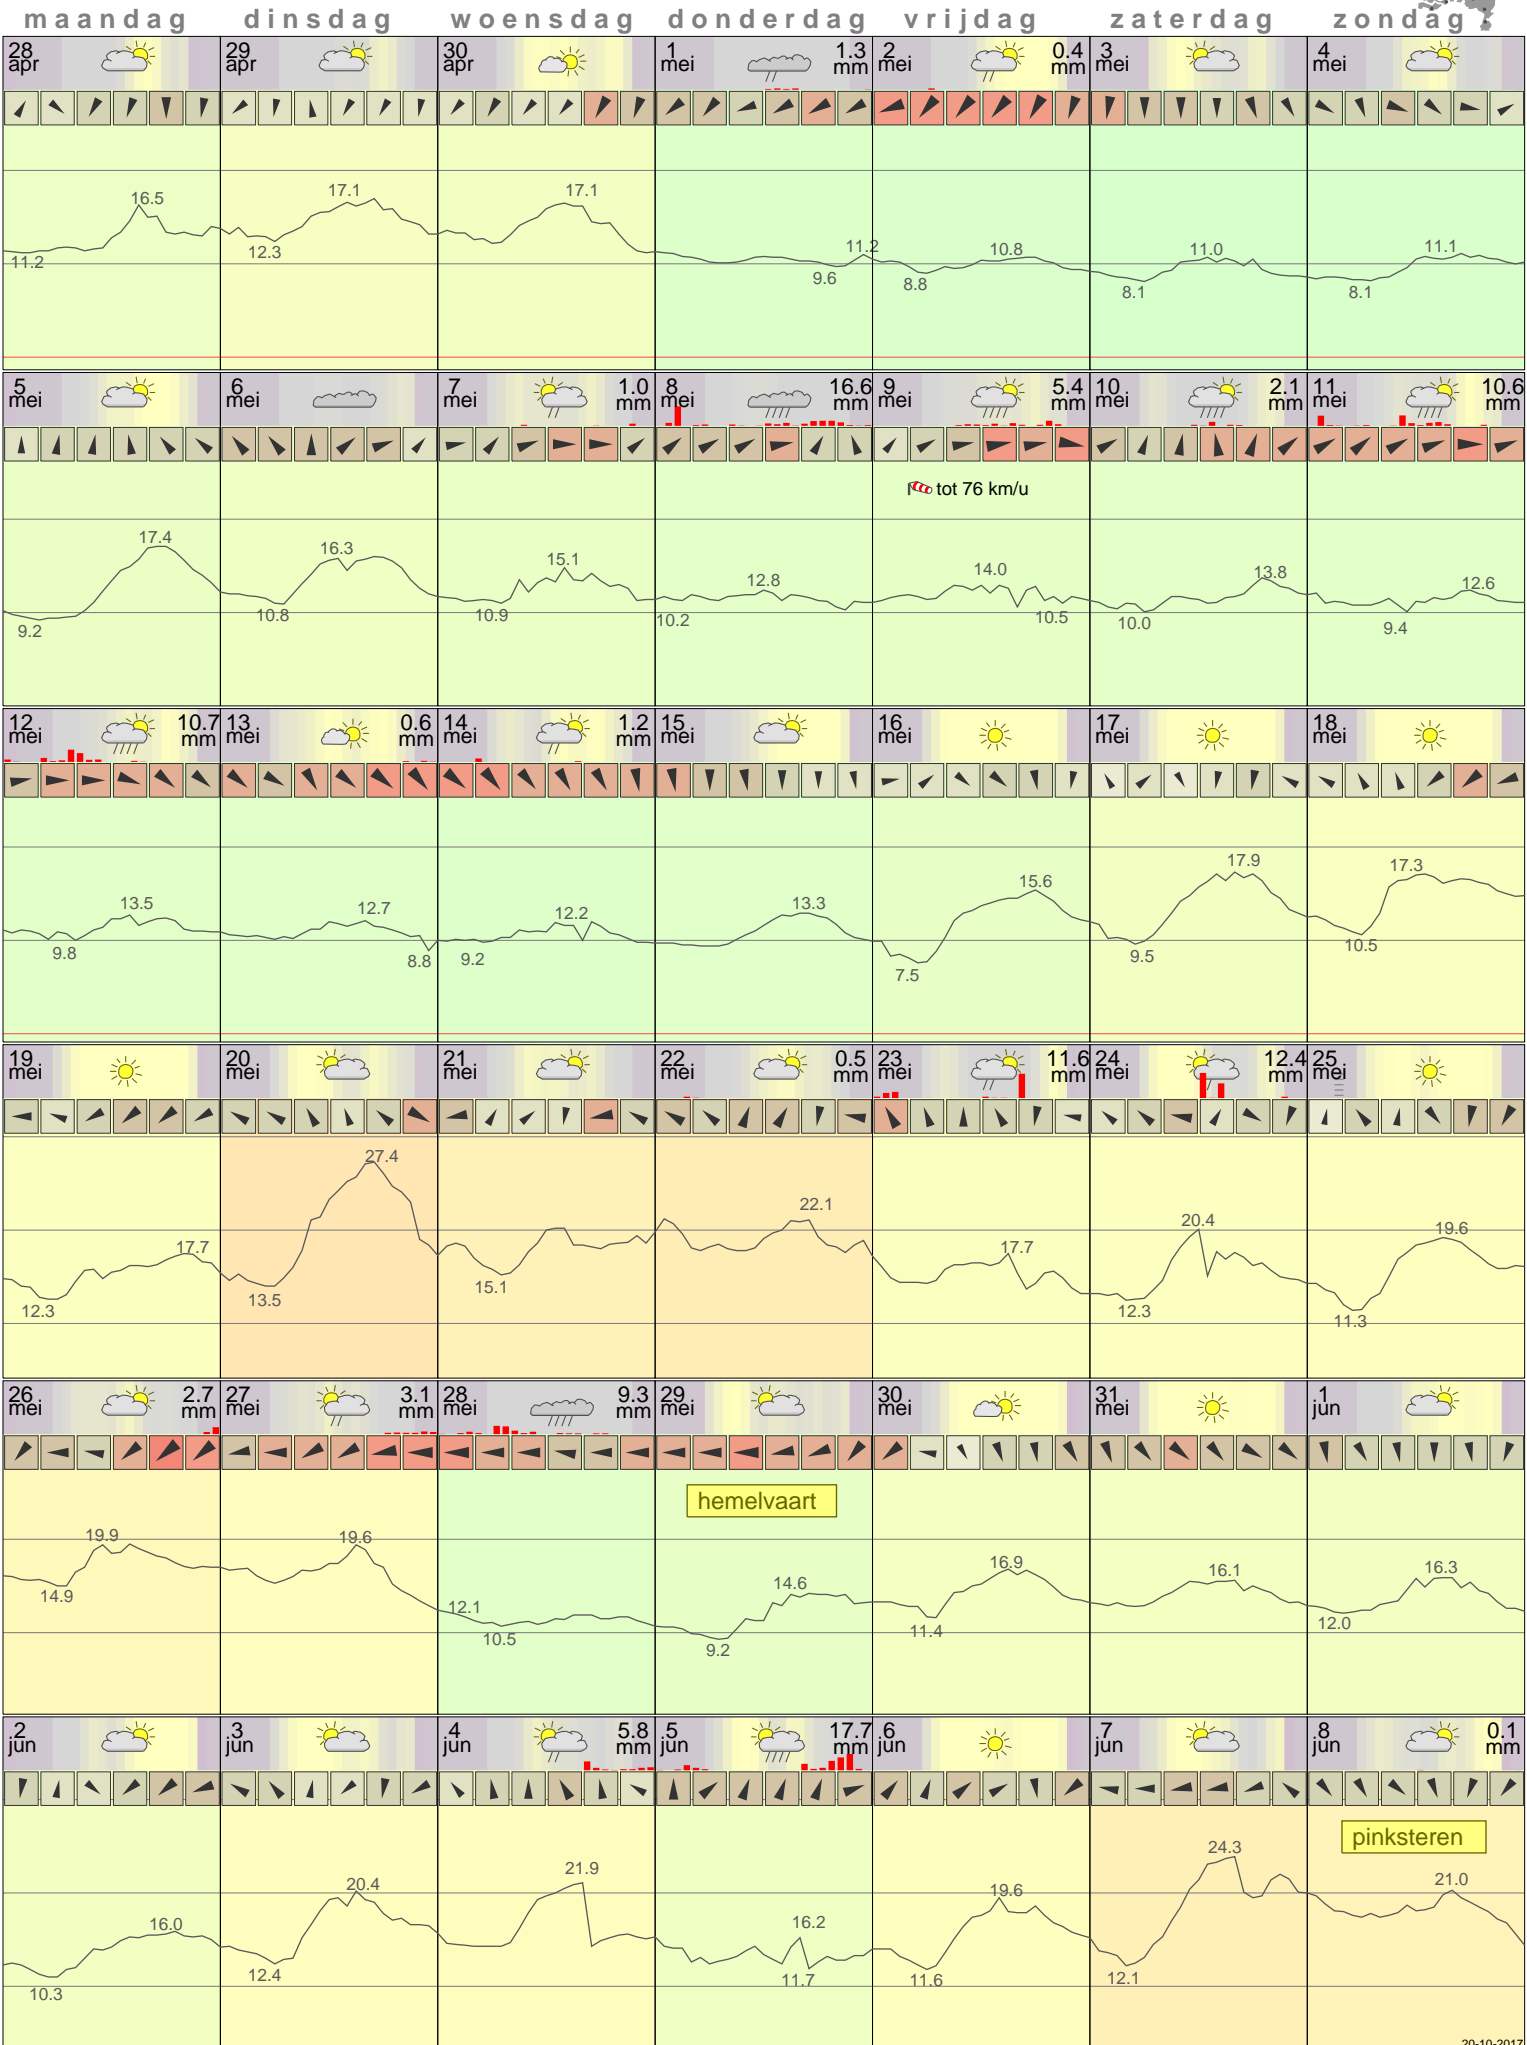 maandag dinsdag woensdag donderdag vrijdag zaterdag zondag
28 29 30 1 1.3 2 0.4 3 4
apr apr apr mei mm mei mm mei mei
16.5 17.1 17.1 11.2 10.8 11.0 11.1
11.2 12.3 9.6 8.8 8.1 8.1
5 6 7 1.0 8 16.6 9 5.4 10 2.1 11 10.6
mei mei mei mm mei mm mei mm mei mm mei mm
tot 76 km/u
17.4 16.3 15.1 12.8 14.0 13.8 12.6
9.2 10.8 10.9 10.2 10.5 10.0 9.4
12 10.7 13 0.6 14 1.2 15 16 17 18
mei mm mei mm mei mm mei mei mei mei
13.5 12.7 12.2 13.3 15.6 17.9 17.3
9.8 8.8 9.2 7.5 9.5 10.5
19 20 21 22 0.5 23 11.6 24 12.4 25
mei mei mei mei mm mei mm mei mm mei
17.7 27.4 22.1 17.7 20.4 19.6
12.3 13.5 15.1 12.3 11.3
26 2.7 27 3.1 28 9.3 29 30 31 1
mei mm mei mm mei mm mei mei mei jun
hemelvaart
19.9 19.6 12.1 14.6 16.9 16.1 16.3
14.9 10.5 9.2 11.4 12.0
2 3 4 5.8 5 17.7 6 7 8 0.1
jun jun jun mm jun mm jun jun jun mm
pinksteren
16.0 20.4 21.9 16.2 19.6 24.3 21.0
10.3 12.4 11.7 11.6 12.1
20-10-2017